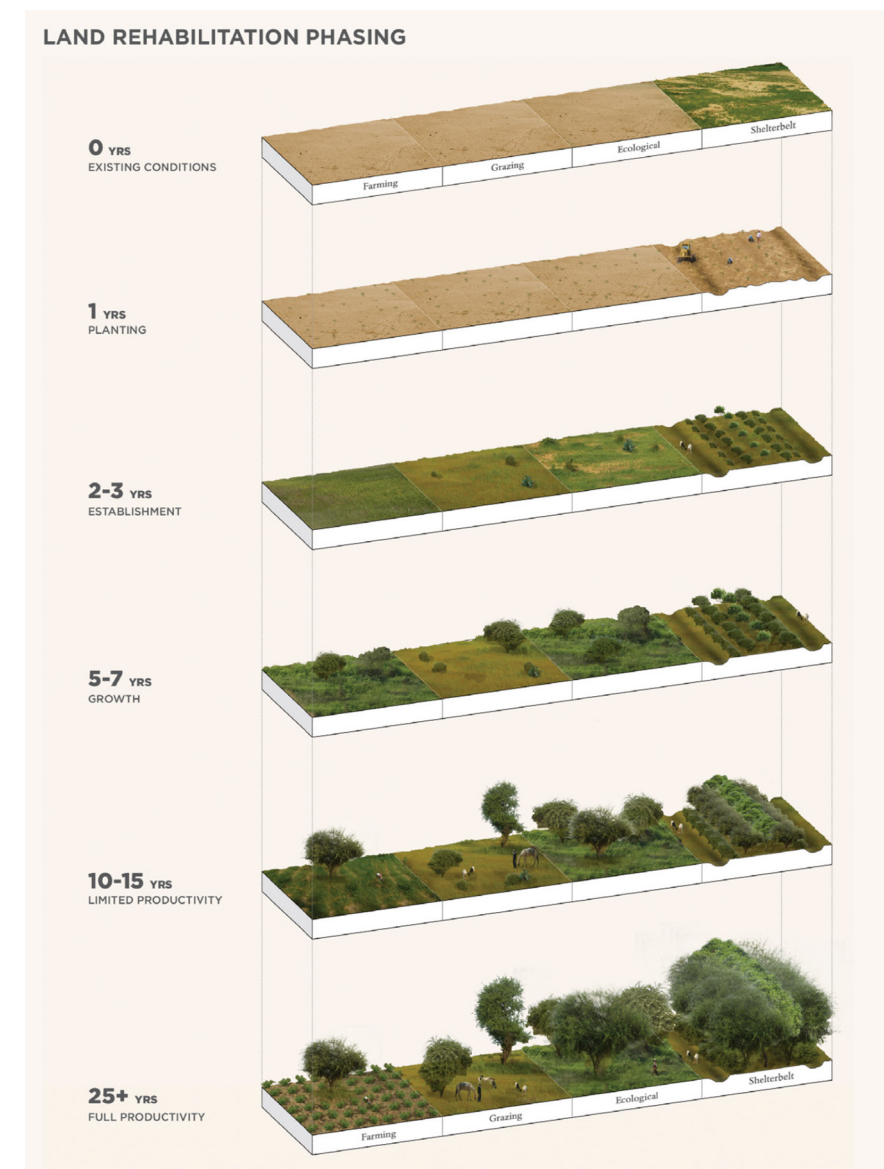 LAND REHABILITATION PHASING
0 YRS
EXISTING CONDITIONS
Farming
Grazing
Ecological
Shelterbelt
1 YRS
PLANTING
2-3 YRS
ESTABLISHMENT
5-7 YRS
GROWTH
10-15 YRS
LIMITED PRODUCTIVITY
25+ YRS
FULL PRODUCTIVITY
Farming
Grazing
Ecological
Shelterbelt